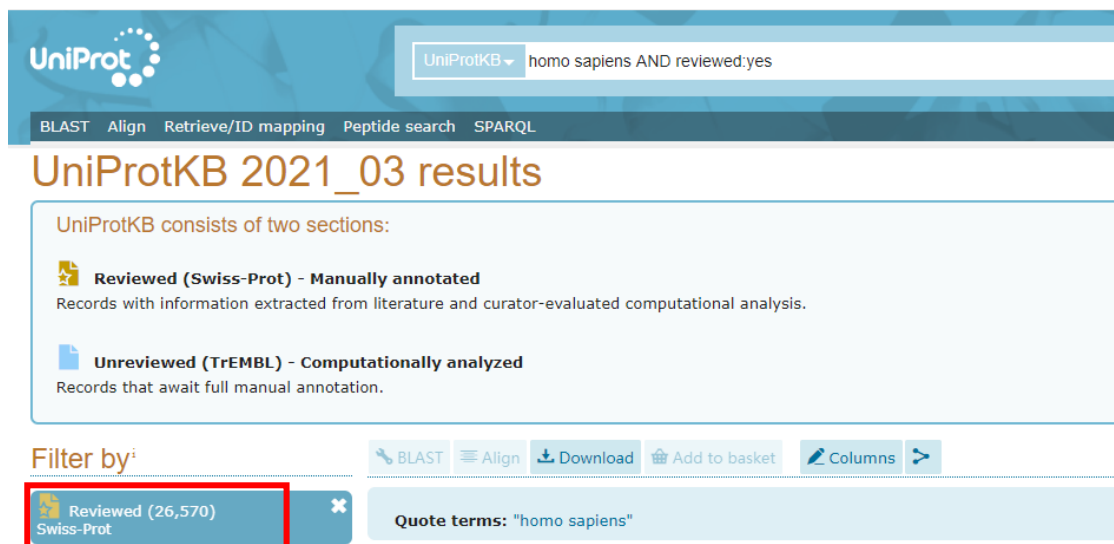 UniProt
UniProtKB homo sapiens AND reviewed:yes
BLAST Align Retrieve/ID mapping Peptide search SPARQL
UniProtKB 2021_03 results
UniProtKB consists of two sections:
Reviewed (Swiss-Prot) - Manually annotated
Records with information extracted from literature and curator-evaluated computational analysis.
Unreviewed (TrEMBL) - Computationally analyzed
Records that await full manual annotation.
Filter by i
BLAST Align Download Add to basket Columns
Reviewed (26,570)
Swiss-Prot
Quote terms: "homo sapiens"